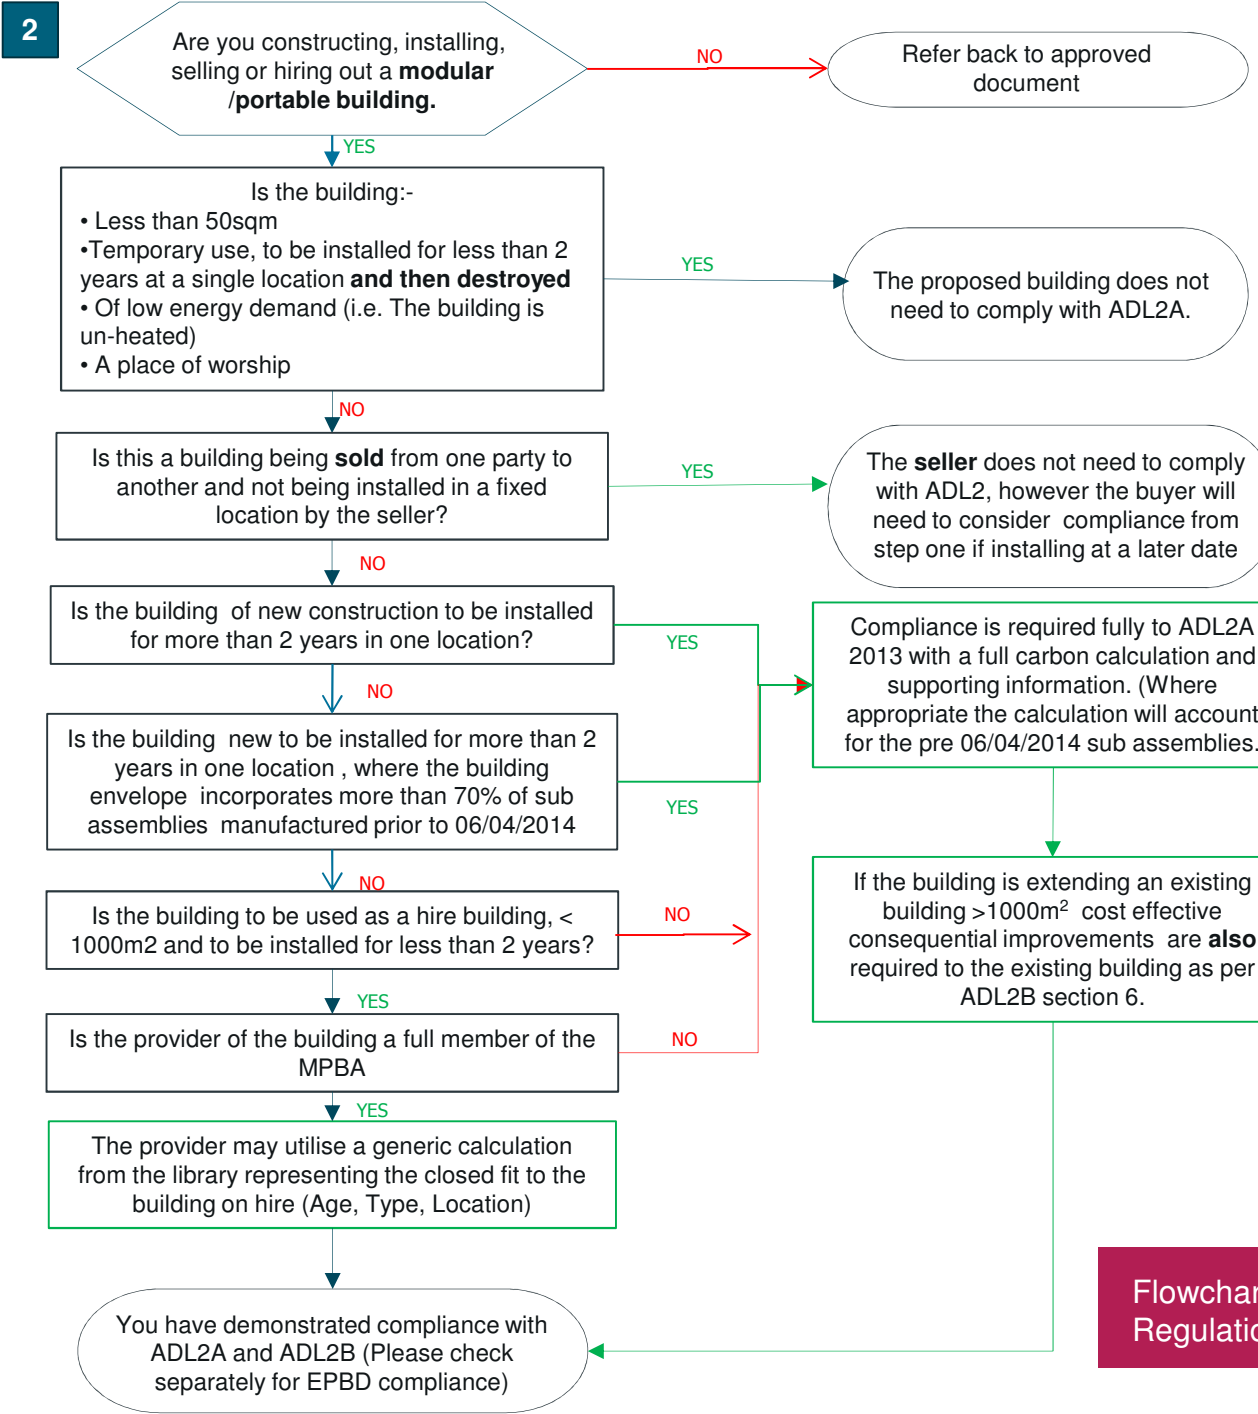 2
Are you constructing, installing,
selling or hiring out a modular
/portable building.
NO
Refer back to approved
document
YES
Is the building:-
• Less than 50sqm
•Temporary use, to be installed for less than 2
years at a single location and then destroyed
• Of low energy demand (i.e. The building is
un-heated)
• A place of worship
YES
The proposed building does not
need to comply with ADL2A.
NO
Is this a building being sold from one party to
another and not being installed in a fixed
location by the seller?
YES
The seller does not need to comply
with ADL2, however the buyer will
need to consider compliance from
step one if installing at a later date
NO
Is the building of new construction to be installed
for more than 2 years in one location?
YES
Compliance is required fully to ADL2A
2013 with a full carbon calculation and
supporting information. (Where
appropriate the calculation will account
for the pre 06/04/2014 sub assemblies.
NO
Is the building new to be installed for more than 2
years in one location , where the building
envelope incorporates more than 70% of sub
assemblies manufactured prior to 06/04/2014
YES
NO
Is the building to be used as a hire building, <
1000m2 and to be installed for less than 2 years?
NO
If the building is extending an existing
building >1000m² cost effective
consequential improvements are also
required to the existing building as per
ADL2B section 6.
YES
Is the provider of the building a full member of the
MPBA
NO
YES
The provider may utilise a generic calculation
from the library representing the closed fit to the
building on hire (Age, Type, Location)
You have demonstrated compliance with
ADL2A and ADL2B (Please check
separately for EPBD compliance)